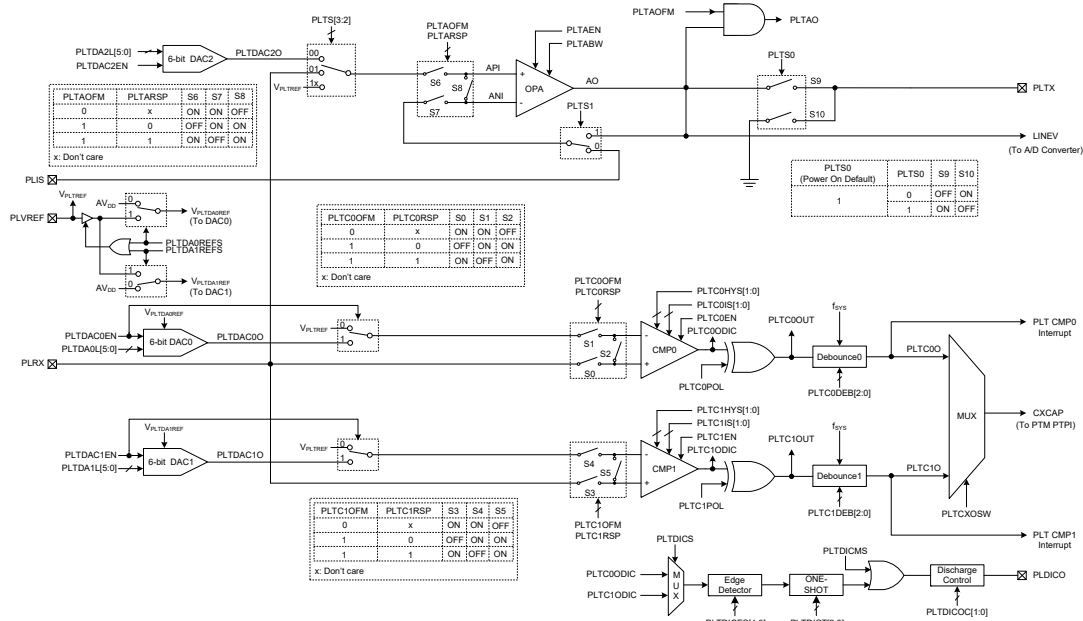 PLTAOFM
PLTAO
PLTS[3:2]
PLTAOFM
PLTARSP
PLTAEN
PLTABW
PLTDA2L[5:0]
PLTDAC2EN
6-bit DAC2
PLTDAC2O
00
01
1x
VPLTREF
S6
S7
S8
API
ANI
+
-
OPA
AO
PLTS0
S9
S10
PLTX
PLTS1
1
0
LINEV
(To A/D Converter)
PLTAOFM PLTARSP S6 S7 S8
0 x ON ON OFF
1 0 OFF ON ON
1 1 ON OFF ON
x: Don't care
PLIS
PLTS0
(Power On Default) PLTS0 S9 S10
1 0 OFF ON
1 ON OFF
VPLTREF
PLVREF
AVDD
0
1
VPLTDA0REF
(To DAC0)
PLTDA0REFS
PLTDA1REFS
1
0
AVDD
VPLTDA1REF
(To DAC1)
PLTC0OFM PLTC0RSP S0 S1 S2
0 x ON ON OFF
1 0 OFF ON ON
1 1 ON OFF ON
x: Don't care
VPLTDA0REF
PLTDAC0EN
PLTDA0L[5:0]
6-bit DAC0
PLTDAC0O
VPLTREF
0
1
PLTC0OFM
PLTC0RSP
S1
S2
S0
-
+
CMP0
PLTC0HYS[1:0]
PLTC0IS[1:0]
PLTC0EN
PLTC0ODIC
PLTC0POL
PLTC0OUT
fSYS
Debounce0
PLTC0DEB[2:0]
PLTC0O
PLT CMP0
Interrupt
PLRX
MUX
CXCAP
(To PTM PTPI)
PLTCXOSW
VPLTDA1REF
PLTDAC1EN
PLTDA1L[5:0]
6-bit DAC1
PLTDAC1O
VPLTREF
0
1
S4
S5
S3
PLTC1OFM
PLTC1RSP
-
+
CMP1
PLTC1HYS[1:0]
PLTC1IS[1:0]
PLTC1EN
PLTC1ODIC
PLTC1POL
PLTC1OUT
fSYS
Debounce1
PLTC1DEB[2:0]
PLTC1O
PLT CMP1
Interrupt
PLTC1OFM PLTC1RSP S3 S4 S5
0 x ON ON OFF
1 0 OFF ON ON
1 1 ON OFF ON
x: Don't care
PLTDICS
PLTC0ODIC
PLTC1ODIC
MUX
Edge
Detector
ONE-
SHOT
PLTDICMS
Discharge
Control
PLDICO
PLTDICOC[1:0]